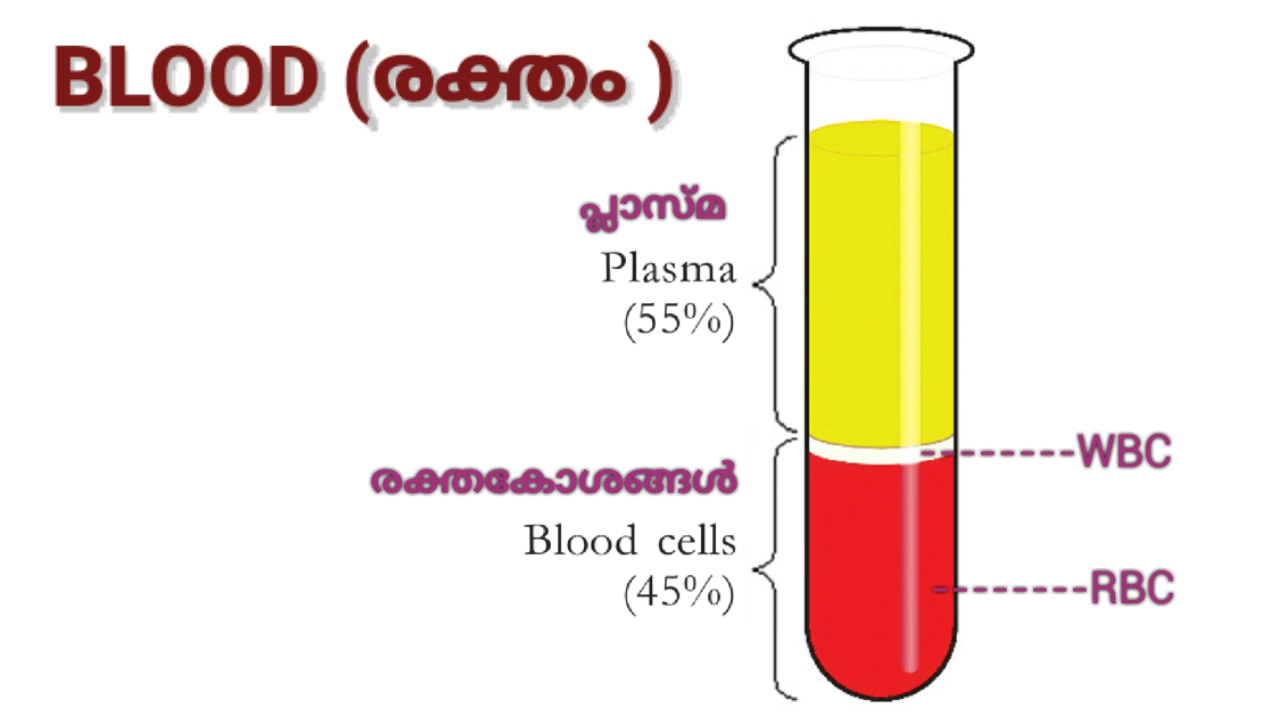 BLOOD (രക്തം )
പ്ലാസ്മ
Plasma
(55%)
WBC
രക്തകോശങ്ങൾ
Blood cells
(45%)
RBC